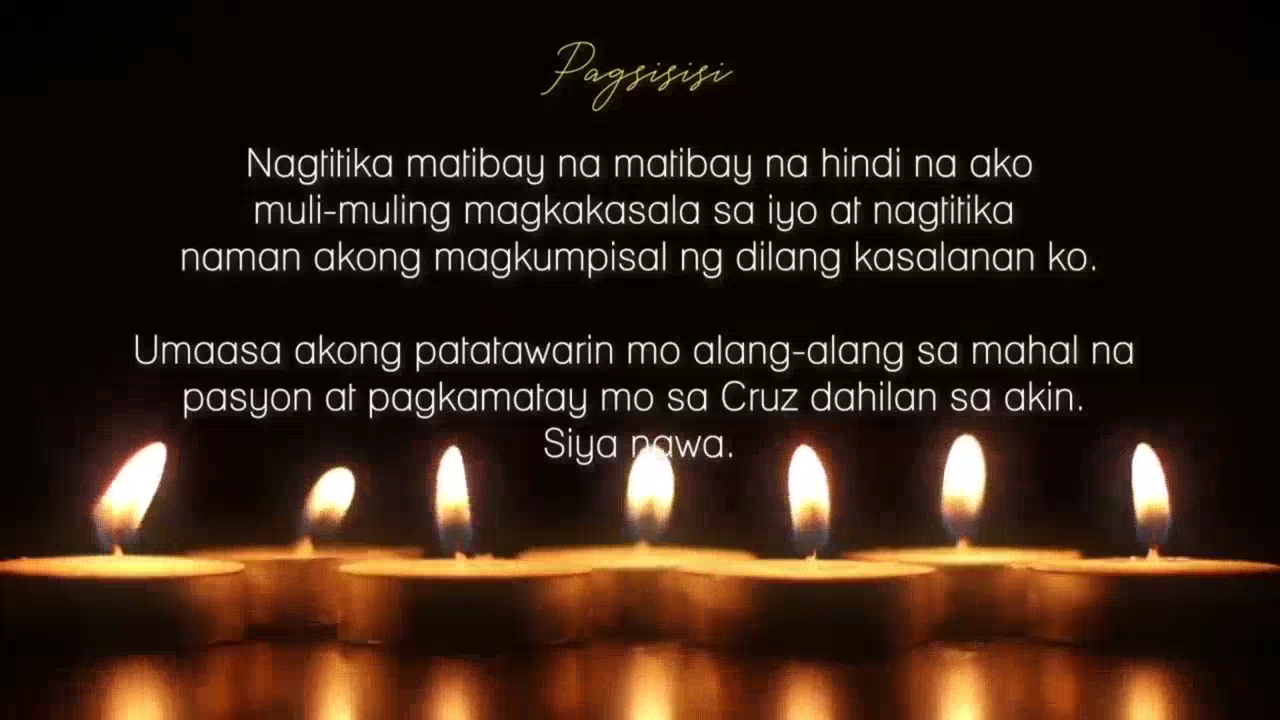 Pagsisisi
Nagtitika matibay na matibay na hindi na ako
muli-muling magkakasala sa iyo at nagtitika
naman akong magkumpisal ng dilang kasalanan ko.
Umaasa akong patatawarin mo alang-alang sa mahal na
pasyon at pagkamatay mo sa Cruz dahilan sa akin.
Siya nawa.